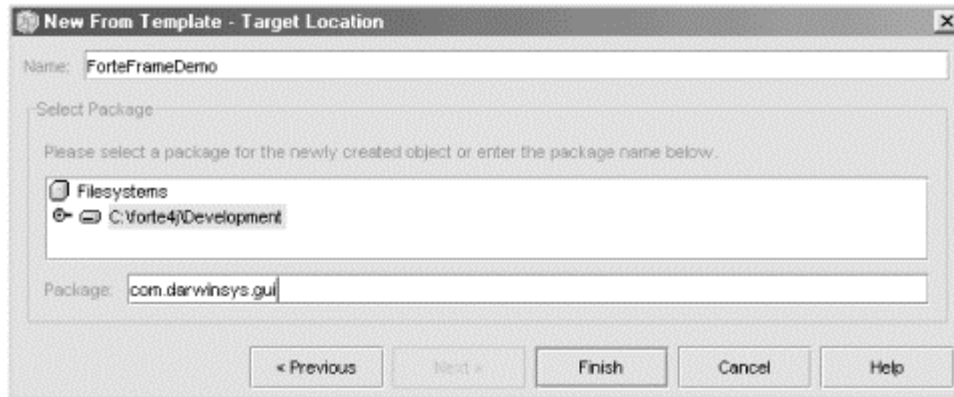 New From Template - Target Location
Name: ForteFrameDemo
Select Package
Please select a package for the newly created object or enter the package name below.
Filesystems
C:\forte4j\Development
Package: com.darwinsys.gui
« Previous Next » Finish Cancel Help